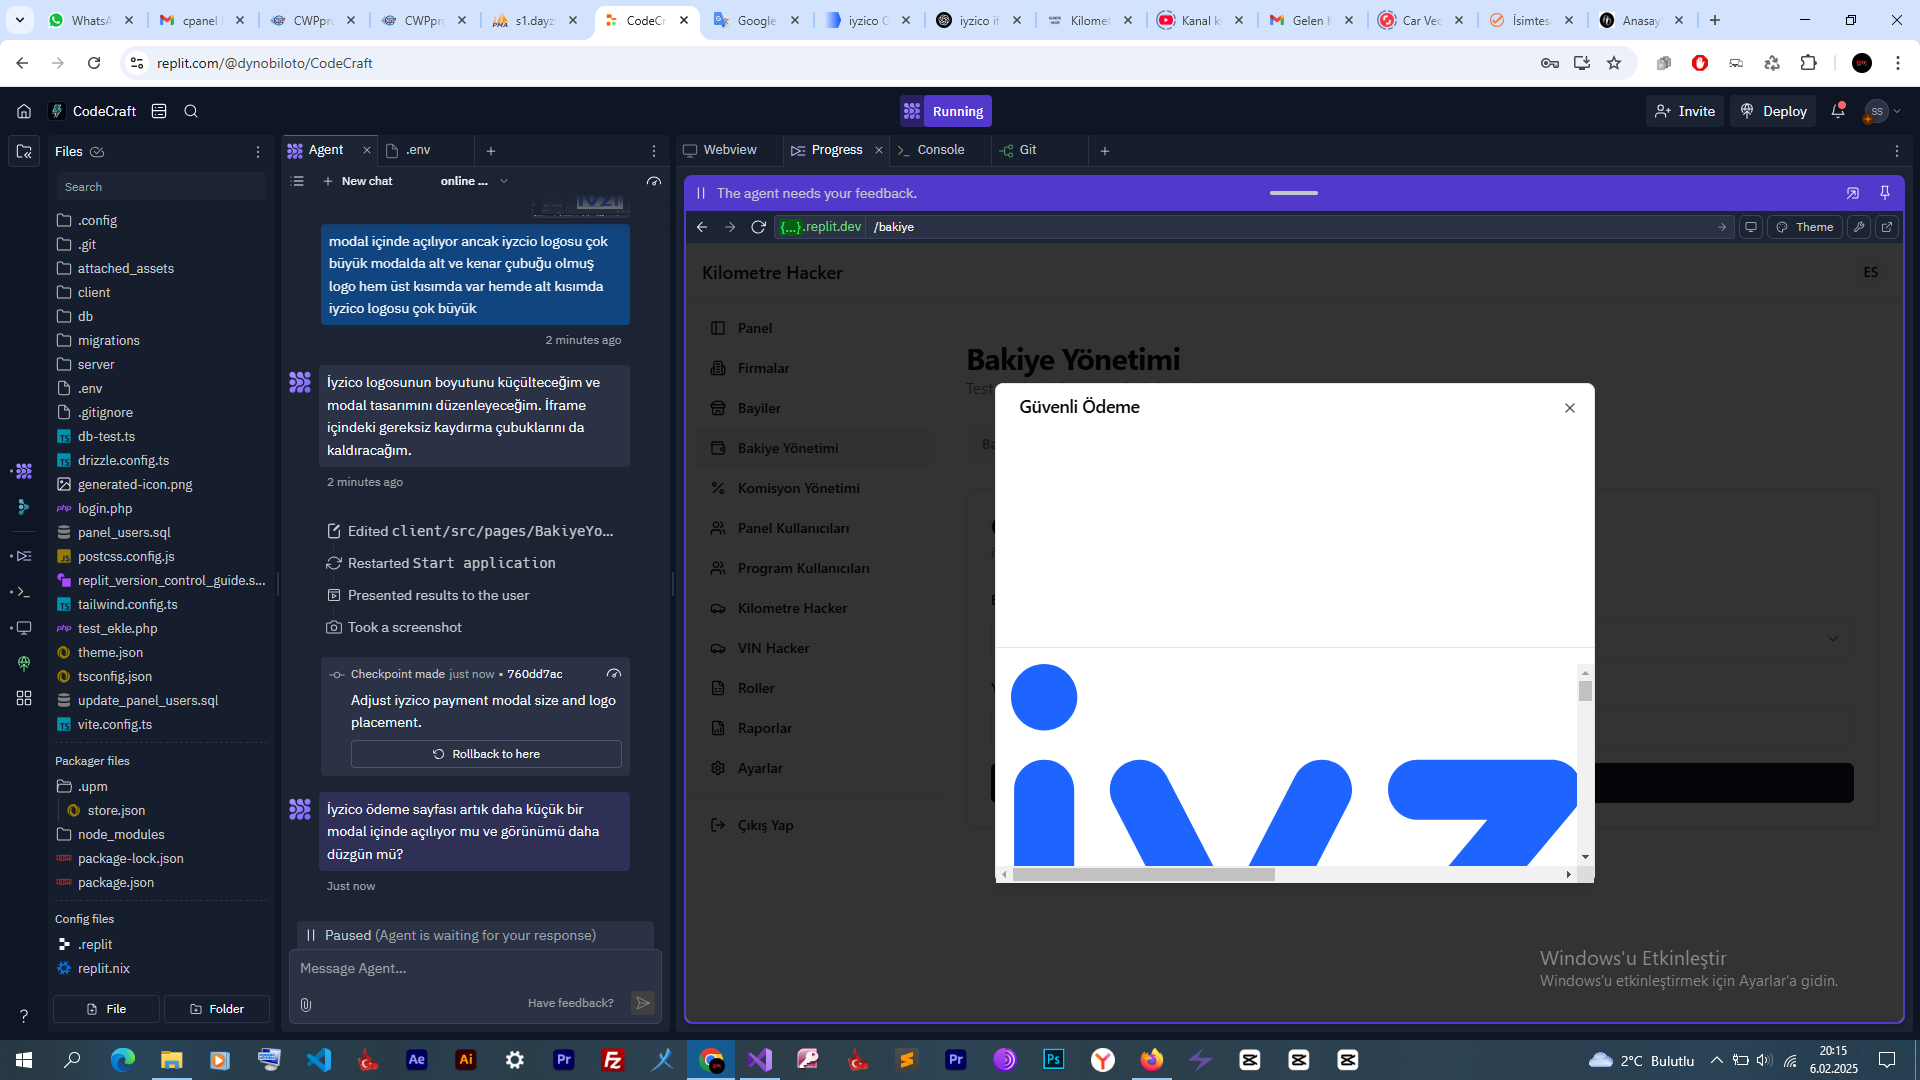 WhatsA
cpanel
CWPpr
CWPpr
s1.dayz
CodeCr
Google
iyzico C
iyzico if
Kilomet
Kanal k
Gelen K
Car Vec
İsimtes
Anasay
replit.com/@dynobiloto/CodeCraft
CodeCraft
Running
Invite
Deploy
SS
Files
Search
.config
.git
attached_assets
client
db
migrations
server
.env
.gitignore
db-test.ts
drizzle.config.ts
generated-icon.png
login.php
panel_users.sql
postcss.config.js
replit_version_control_guide.s...
tailwind.config.ts
test_ekle.php
theme.json
tsconfig.json
update_panel_users.sql
vite.config.ts
Packager files
.upm
store.json
node_modules
package-lock.json
package.json
Config files
.replit
replit.nix
File
Folder
Agent
.env
New chat
online ...
modal içinde açılıyor ancak iyzcio logosu çok
büyük modalda alt ve kenar çubuğu olmuş
logo hem üst kısımda var hemde alt kısımda
iyzico logosu çok büyük
2 minutes ago
İyzico logosunun boyutunu küçülteceğim ve
modal tasarımını düzenleyeceğim. İframe
içindeki gereksiz kaydırma çubuklarını da
kaldıracağım.
2 minutes ago
Edited client/src/pages/BakiyeYo...
Restarted Start application
Presented results to the user
Took a screenshot
Checkpoint made just now • 760dd7ac
Adjust iyzico payment modal size and logo
placement.
Rollback to here
İyzico ödeme sayfası artık daha küçük bir
modal içinde açılıyor mu ve görünümü daha
düzgün mü?
Just now
Paused (Agent is waiting for your response)
Message Agent...
Have feedback?
Webview
Progress
Console
Git
The agent needs your feedback.
{...}.replit.dev
/bakiye
Theme
Kilometre Hacker
ES
Panel
Firmalar
Bayiler
Bakiye Yönetimi
Komisyon Yönetimi
Panel Kullanıcıları
Program Kullanıcıları
Kilometre Hacker
VIN Hacker
Roller
Raporlar
Ayarlar
Çıkış Yap
Bakiye Yönetimi
Test
Ba
Güvenli Ödeme
iyz
Windows'u Etkinleştir
Windows'u etkinleştirmek için Ayarlar'a gidin.
2°C Bulutlu
20:15
6.02.2025